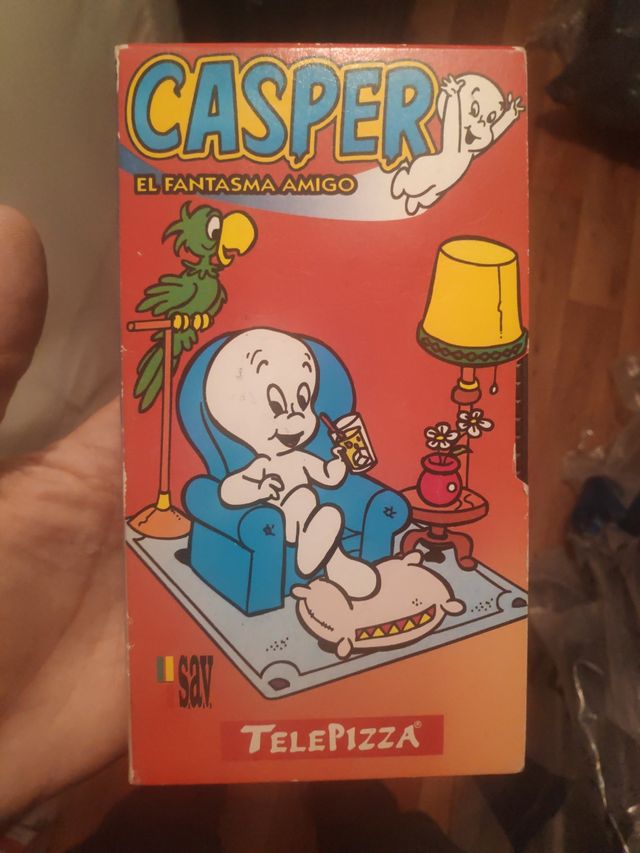 CASPER
EL FANTASMA AMIGO
s.a.v.
TELEPIZZA®